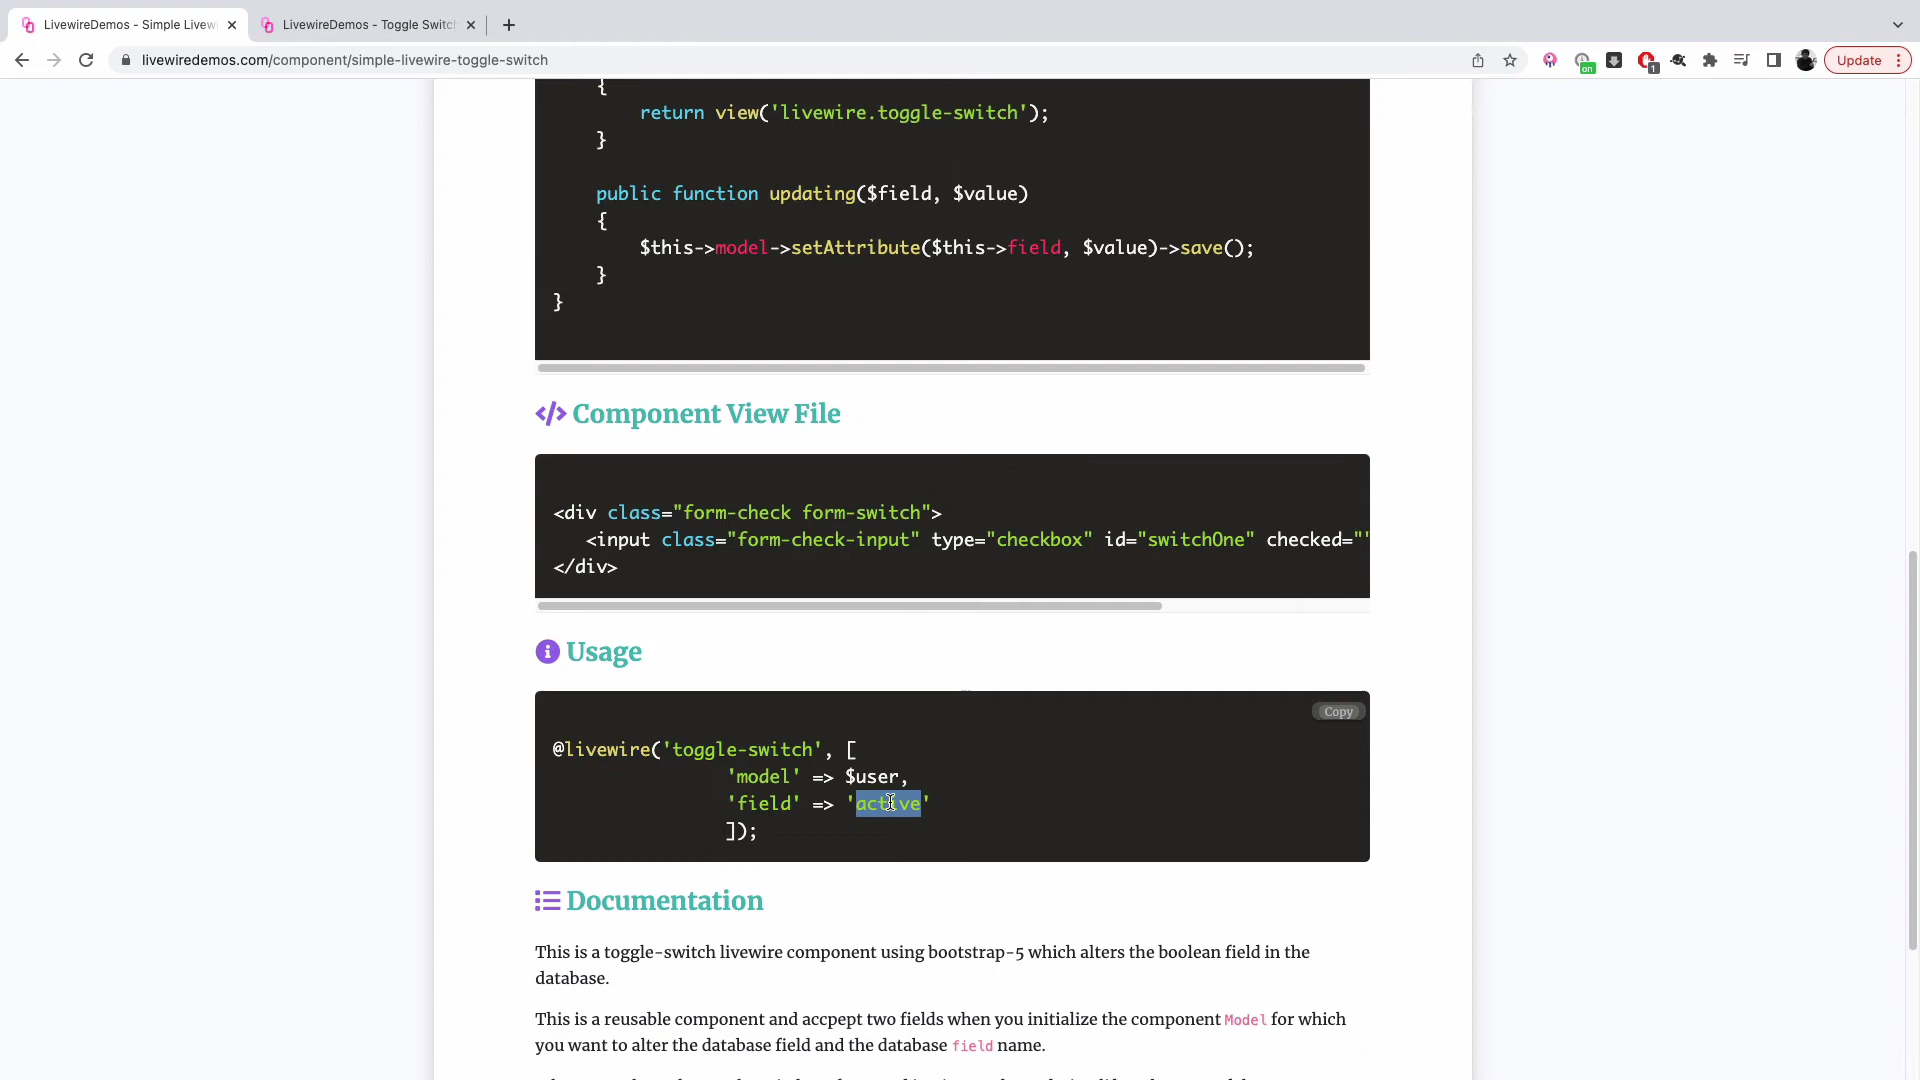 LivewireDemos - Simple Livew
LivewireDemos - Toggle Switch
livewiredemos.com/component/simple-livewire-toggle-switch
on
1
Update
{
return view('livewire.toggle-switch');
}
public function updating($field, $value)
{
$this->model->setAttribute($this->field, $value)->save();
}
}
</> Component View File
<div class="form-check form-switch">
<input class="form-check-input" type="checkbox" id="switchOne" checked=""
</div>
Usage
Copy
@livewire('toggle-switch', [
'model' => $user,
'field' => 'active'
]);
Documentation
This is a toggle-switch livewire component using bootstrap-5 which alters the boolean field in the
database.
This is a reusable component and accpept two fields when you initialize the component Model for which
you want to alter the database field and the database field name.